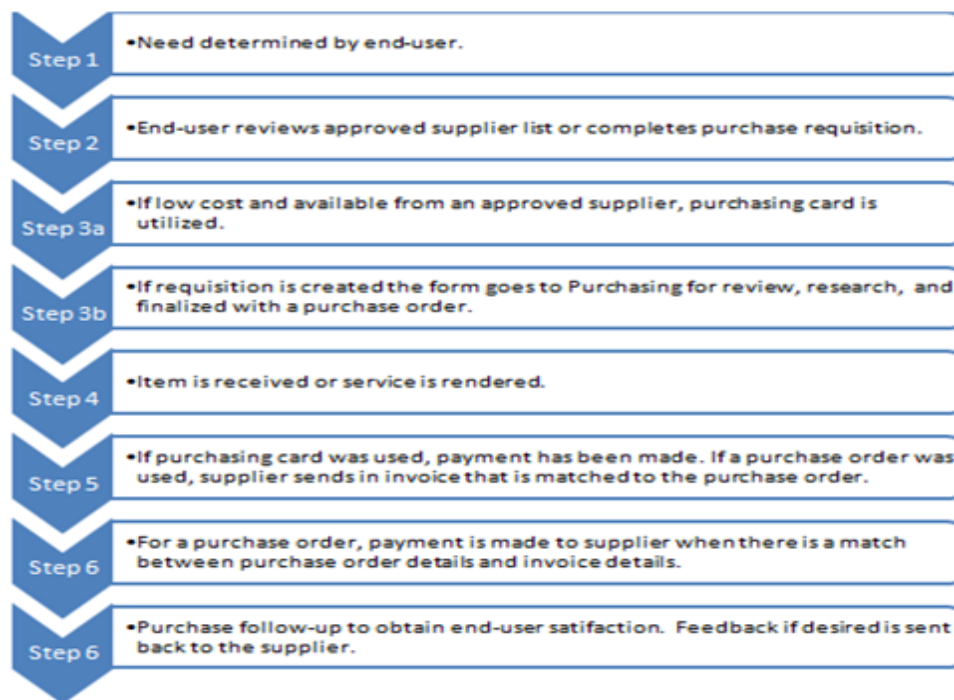 Step 1
•Need determined by end-user.
Step 2
•End-user reviews approved supplier list or completes purchase requisition.
Step 3a
•If low cost and available from an approved supplier, purchasing card is
utilized.
Step 3b
•If requisition is created the form goes to Purchasing for review, research, and
finalized with a purchase order.
Step 4
•Item is received or service is rendered.
Step 5
•If purchasing card was used, payment has been made. If a purchase order was
used, supplier sends in invoice that is matched to the purchase order.
Step 6
•For a purchase order, payment is made to supplier when there is a match
between purchase order details and invoice details.
Step 6
•Purchase follow-up to obtain end-user satifaction. Feedback if desired is sent
back to the supplier.